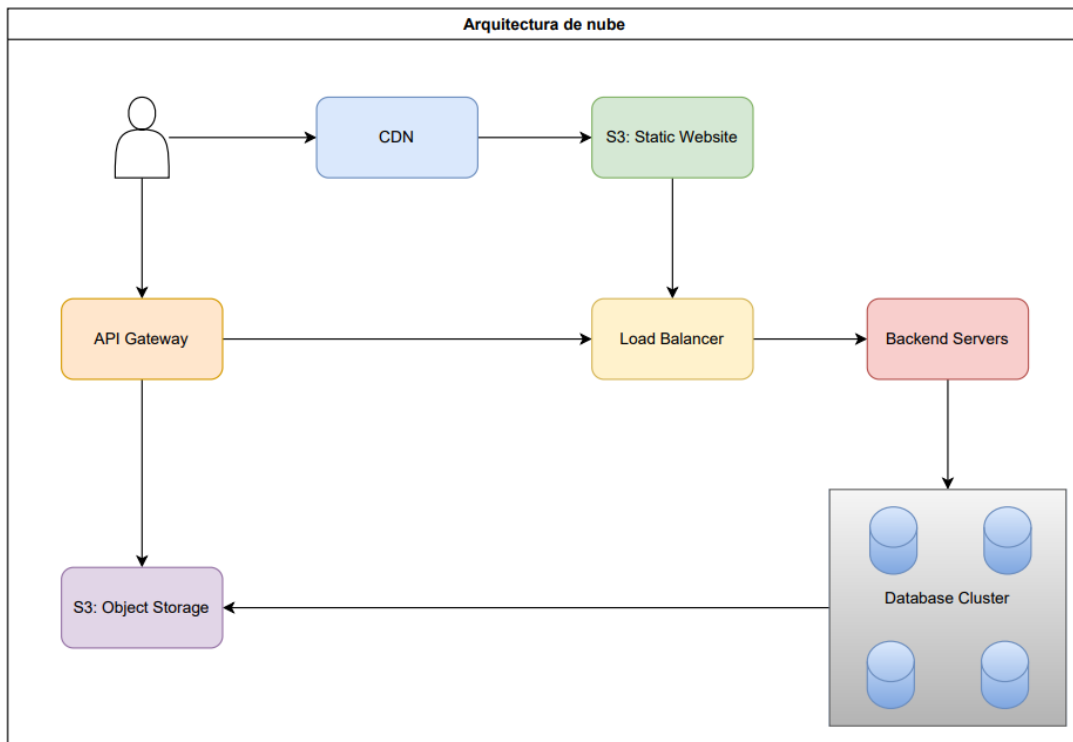 Arquitectura de nube
CDN
S3: Static Website
API Gateway
Load Balancer
Backend Servers
S3: Object Storage
Database Cluster